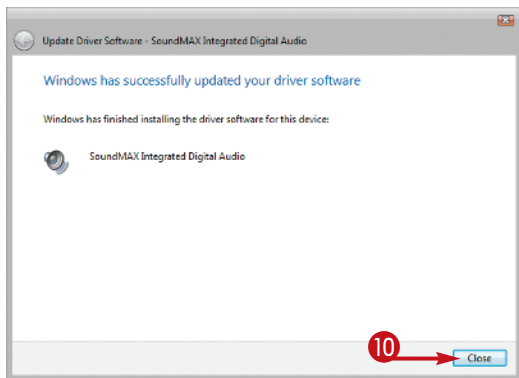 Update Driver Software - SoundMAX Integrated Digital Audio
Windows has successfully updated your driver software
Windows has finished installing the driver software for this device:
SoundMAX Integrated Digital Audio
10
Close